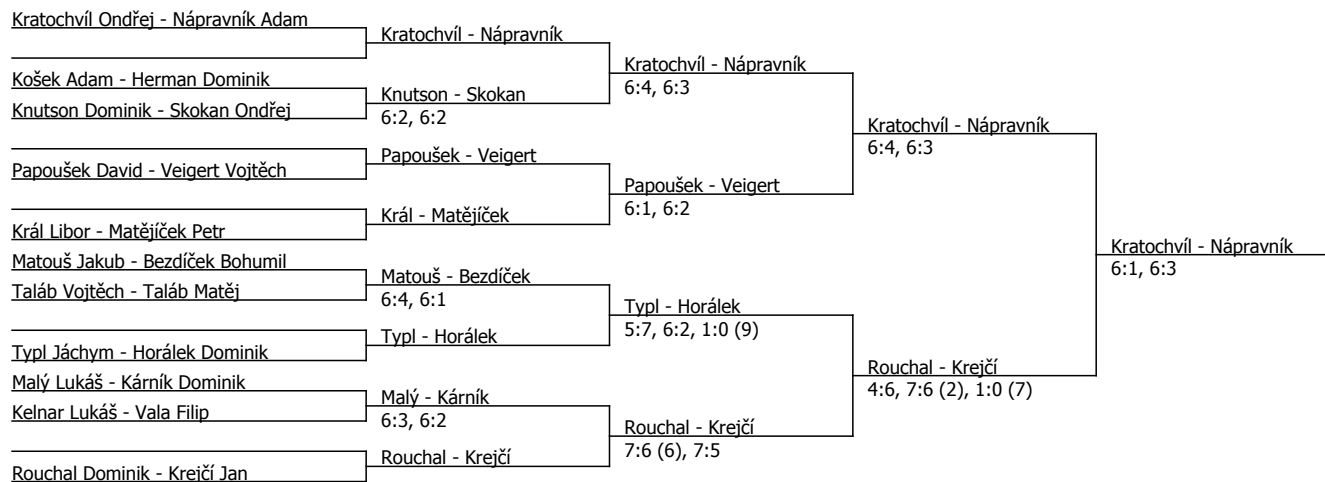 Kratochvíl Ondřej - Nápravník Adam
Košek Adam - Herman Dominik
Knutson Dominik - Skokan Ondřej
Papoušek David - Veigert Vojtěch
Král Libor - Matějíček Petr
Matouš Jakub - Bezdíček Bohumil
Taláb Vojtěch - Taláb Matěj
Typl Jáchym - Horálek Dominik
Malý Lukáš - Kárník Dominik
Kelnar Lukáš - Vala Filip
Rouchal Dominik - Krejčí Jan
Kratochvíl - Nápravník
Knutson - Skokan
6:2, 6:2
Papoušek - Veigert
Král - Matějíček
Matouš - Bezdíček
6:4, 6:1
Typl - Horálek
Malý - Kárník
6:3, 6:2
Rouchal - Krejčí
Kratochvíl - Nápravník
6:4, 6:3
Papoušek - Veigert
6:1, 6:2
Typl - Horálek
5:7, 6:2, 1:0 (9)
Rouchal - Krejčí
7:6 (6), 7:5
Kratochvíl - Nápravník
6:4, 6:3
Rouchal - Krejčí
4:6, 7:6 (2), 1:0 (7)
Kratochvíl - Nápravník
6:1, 6:3